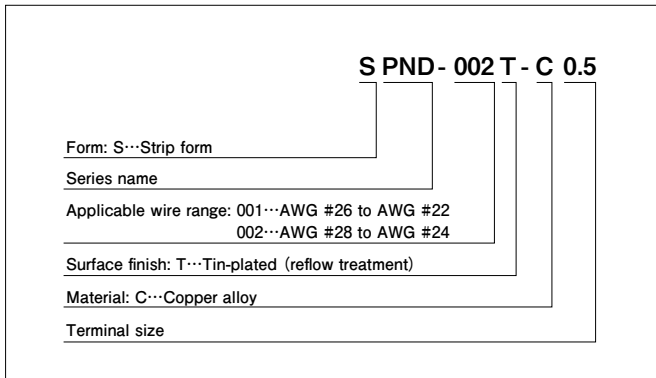 S PND - 002 T - C 0.5
Form: S⋯Strip form
Series name
Applicable wire range: 001⋯AWG #26 to AWG #22
002⋯AWG #28 to AWG #24
Surface finish: T⋯Tin-plated (reflow treatment)
Material: C⋯Copper alloy
Terminal size